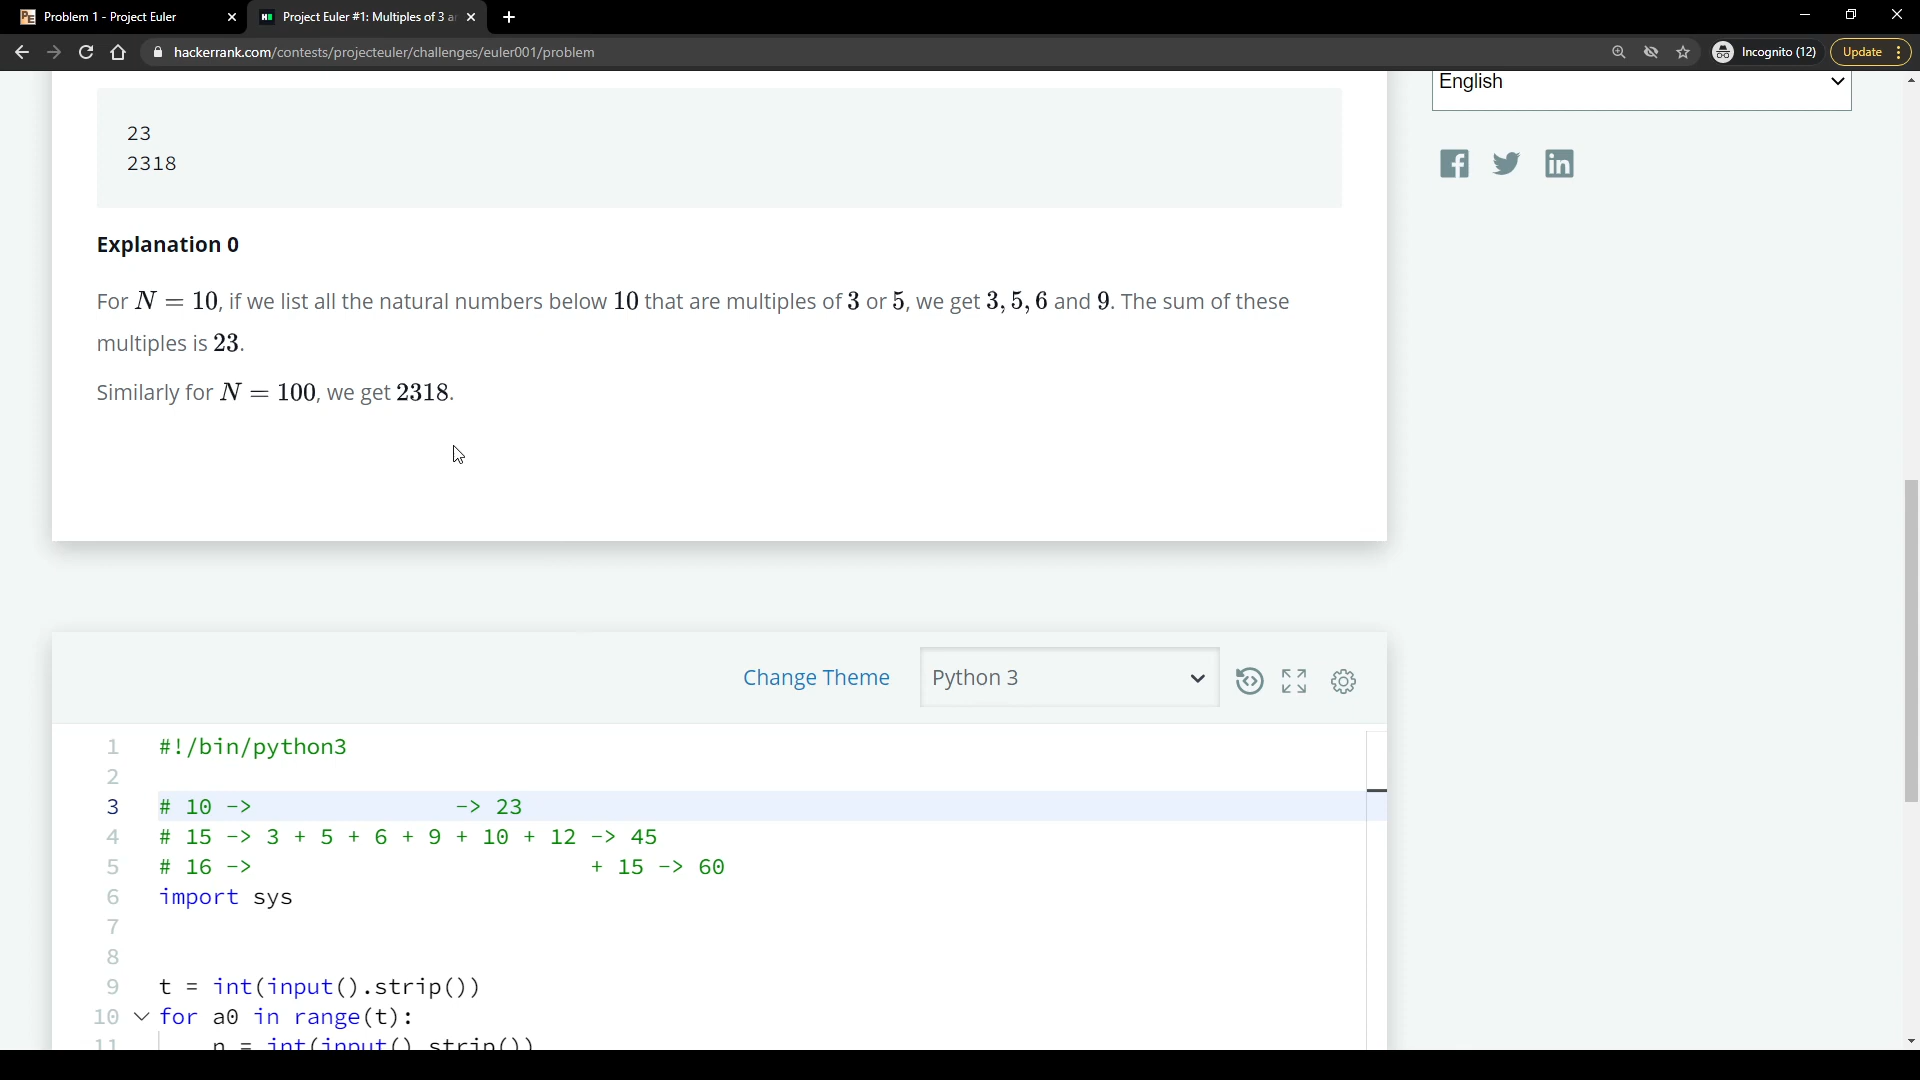 Problem 1 - Project Euler
Project Euler #1: Multiples of 3 a
hackerrank.com/contests/projecteuler/challenges/euler001/problem
Incognito (12)
Update
English
23
2318
Explanation 0
For N = 10, if we list all the natural numbers below 10 that are multiples of 3 or 5, we get 3, 5, 6 and 9. The sum of these
multiples is 23.
Similarly for N = 100, we get 2318.
Change Theme
Python 3
1 #!/bin/python3
2
3 # 10 -> -> 23
4 # 15 -> 3 + 5 + 6 + 9 + 10 + 12 -> 45
5 # 16 -> + 15 -> 60
6 import sys
7
8
9 t = int(input().strip())
10 for a0 in range(t):
11 n = int(input().strip())